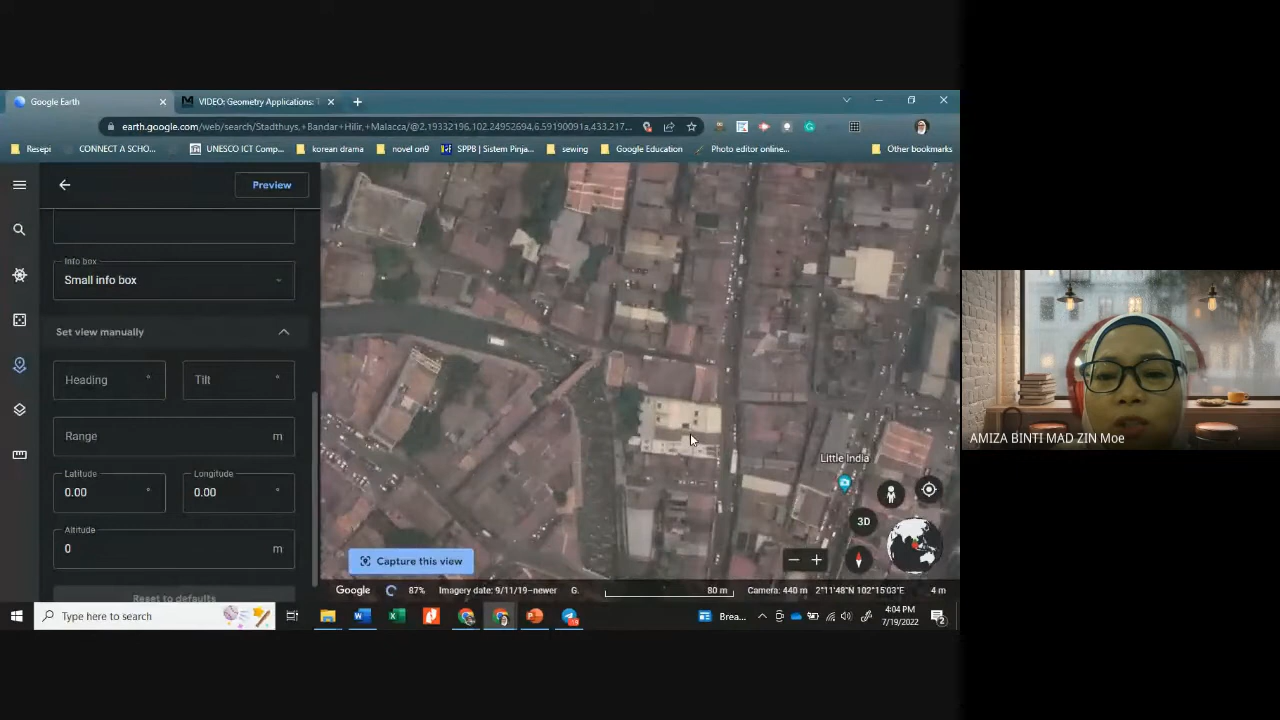 Google Earth
VIDEO: Geometry Applications: T
earth.google.com/web/search/Stadthuys,+Bandar+Hilir,+Malacca/@2.19332196,102.24952694,6.59190091a,433.217...
Resepi
CONNECT A SCHO...
UNESCO ICT Comp...
korean drama
novel on9
SPPB | Sistem Pinja...
sewing
Google Education
Photo editor online...
Other bookmarks
Preview
Info box
Small info box
Set view manually
Heading °
Tilt °
Range m
Latitude
0.00 °
Longitude
0.00 °
Altitude
0 m
Reset to defaults
Little India
3D
Capture this view
Google
87%
Imagery date: 9/11/19-newer
G.
80 m
Camera: 440 m
2°11'48"N 102°15'03"E
4 m
Type here to search
Brea...
4:04 PM
7/19/2022
AMIZA BINTI MAD ZIN Moe